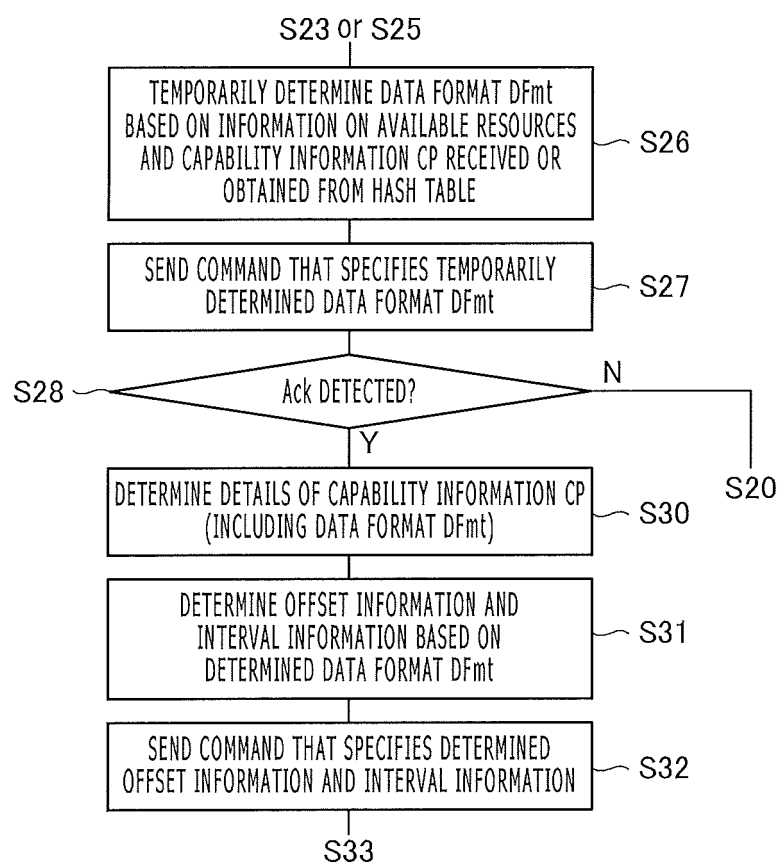 S23 or S25
TEMPORARILY DETERMINE DATA FORMAT DFmt
BASED ON INFORMATION ON AVAILABLE RESOURCES
AND CAPABILITY INFORMATION CP RECEIVED OR
OBTAINED FROM HASH TABLE
S26
SEND COMMAND THAT SPECIFIES TEMPORARILY
DETERMINED DATA FORMAT DFmt
S27
S28
Ack DETECTED?
N
Y
S20
DETERMINE DETAILS OF CAPABILITY INFORMATION CP
(INCLUDING DATA FORMAT DFmt)
S30
DETERMINE OFFSET INFORMATION AND
INTERVAL INFORMATION BASED ON
DETERMINED DATA FORMAT DFmt
S31
SEND COMMAND THAT SPECIFIES DETERMINED
OFFSET INFORMATION AND INTERVAL INFORMATION
S32
S33